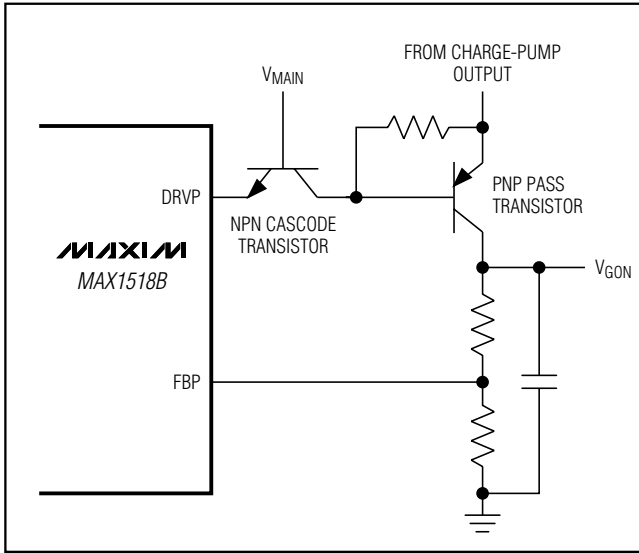 FROM CHARGE-PUMP
OUTPUT
VMAIN
DRVP
NPN CASCODE
TRANSISTOR
PNP PASS
TRANSISTOR
MAXIM
MAX1518B
VGON
FBP